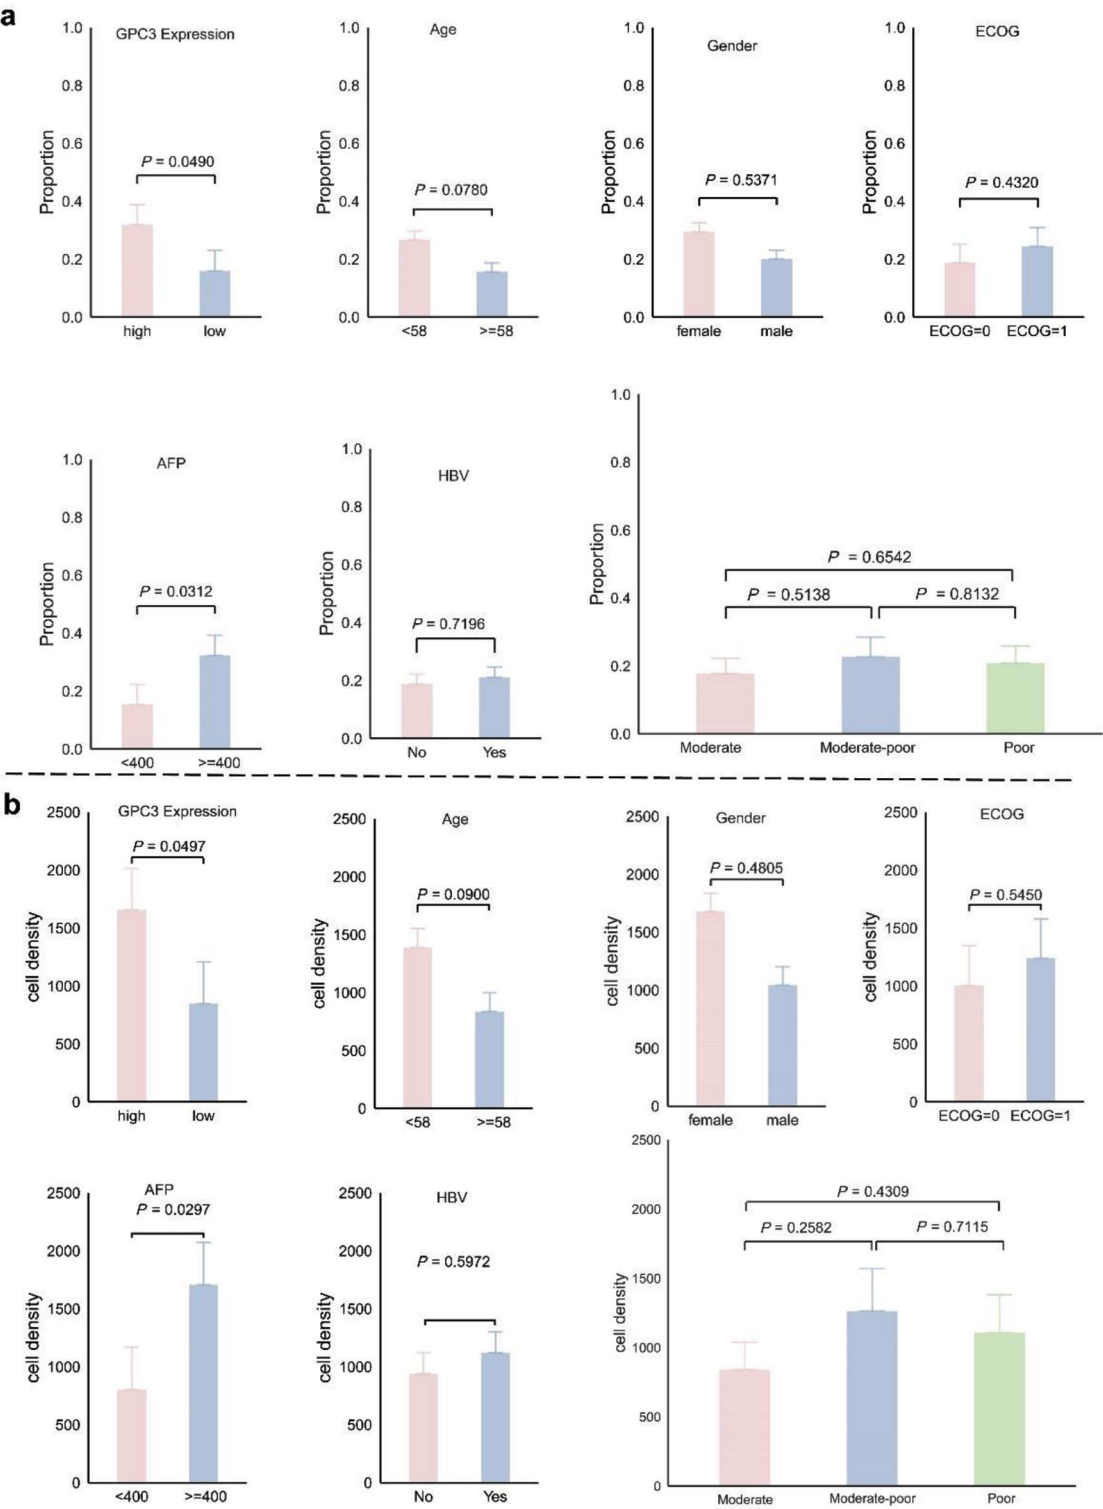 a
GPC3 Expression
1.0
0.8
0.6
0.4
0.2
0.0
Proportion
P = 0.0490
high low
Age
1.0
0.8
0.6
0.4
0.2
0.0
Proportion
P = 0.0780
<58 >=58
Gender
1.0
0.8
0.6
0.4
0.2
0.0
Proportion
P = 0.5371
female male
ECOG
1.0
0.8
0.6
0.4
0.2
0.0
Proportion
P = 0.4320
ECOG=0 ECOG=1
AFP
1.0
0.8
0.6
0.4
0.2
0.0
Proportion
P = 0.0312
<400 >=400
HBV
1.0
0.8
0.6
0.4
0.2
0.0
Proportion
P = 0.7196
No Yes
1.0
0.8
0.6
0.4
0.2
0.0
Proportion
P = 0.6542
P = 0.5138 P = 0.8132
Moderate Moderate-poor Poor
b
GPC3 Expression
2500
2000
1500
1000
500
0
cell density
P = 0.0497
high low
Age
2500
2000
1500
1000
500
0
cell density
P = 0.0900
<58 >=58
Gender
2500
2000
1500
1000
500
0
cell density
P = 0.4805
female male
ECOG
2500
2000
1500
1000
500
0
cell density
P = 0.5450
ECOG=0 ECOG=1
AFP
2500
2000
1500
1000
500
0
cell density
P = 0.0297
<400 >=400
HBV
2500
2000
1500
1000
500
0
cell density
P = 0.5972
No Yes
2500
2000
1500
1000
500
0
cell density
P = 0.4309
P = 0.2582 P = 0.7115
Moderate Moderate-poor Poor